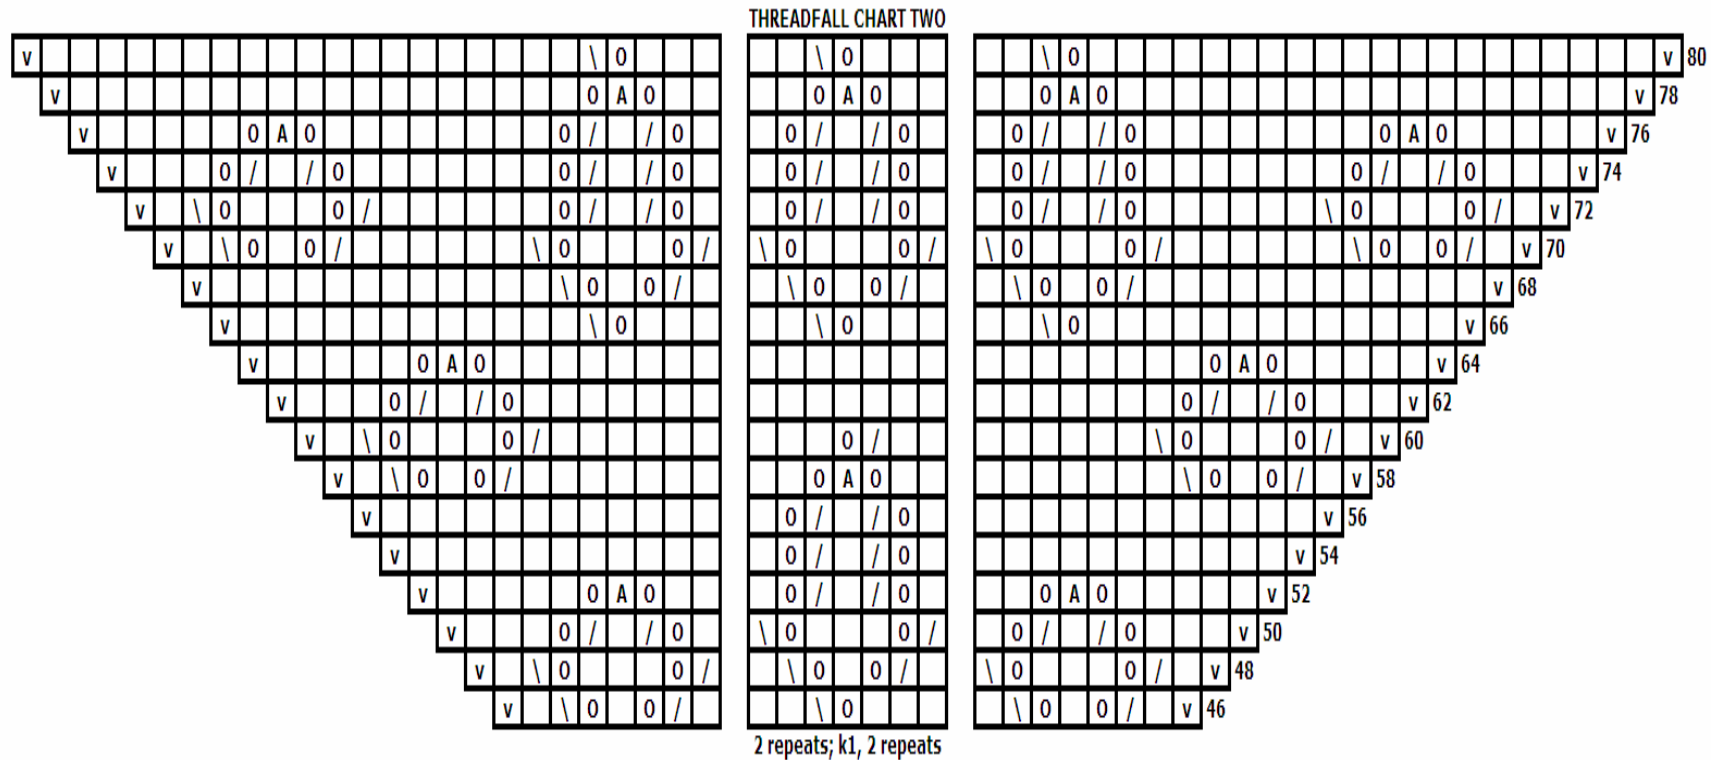 THREADFALL CHART TWO
v \ O \ O \ O v 80
v O A O O A O O A O v 78
v O A O O / / O O / / O O / / O O A O v 76
v O / / O O / / O O / / O O / / O O / / O v 74
v \ O O / O / / O O / / O O / / O \ O O / v 72
v \ O O / \ O O / \ O O / \ O O / \ O O / v 70
v \ O O / \ O O / \ O O / v 68
v \ O \ O \ O v 66
v O A O O A O v 64
v O / / O O / / O v 62
v \ O O / O / \ O O / v 60
v \ O O / O A O \ O O / v 58
v O / / O v 56
v O / / O v 54
v O A O O / / O O A O v 52
v O / / O \ O O / O / / O v 50
v \ O O / \ O O / \ O O / v 48
v \ O O / \ O \ O O / v 46
2 repeats; k1, 2 repeats